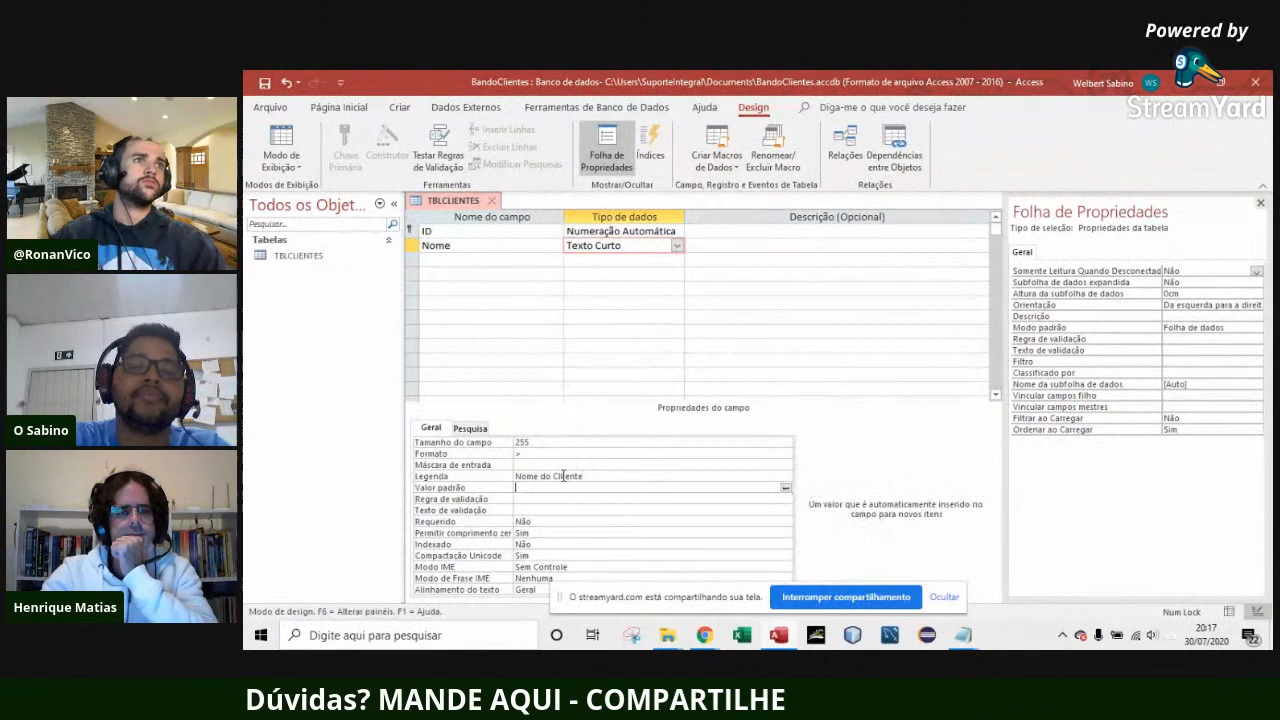 Powered by
StreamYard
BandoClientes : Banco de dados- C:\Users\SuporteIntegral\Documents\BandoClientes.accdb (Formato de arquivo Access 2007 - 2016) — Access
Welbert Sabino
WS
Arquivo
Página Inicial
Criar
Dados Externos
Ferramentas de Banco de Dados
Ajuda
Design
Diga-me o que você deseja fazer
Modo de Exibição
Chave Primária
Construtor
Testar Regras de Validação
Inserir Linhas
Excluir Linhas
Modificar Pesquisas
Folha de Propriedades
Índices
Criar Macros de Dados
Renomear/ Excluir Macro
Relações
Dependências entre Objetos
Modos de Exibição
Ferramentas
Mostrar/Ocultar
Campo, Registro e Eventos de Tabela
Relações
Todos os Objet...
Pesquisar...
Tabelas
TBLCLIENTES
TBLCLIENTES
Nome do campo
Tipo de dados
Descrição (Opcional)
ID
Numeração Automática
Nome
Texto Curto
Propriedades do campo
Geral
Pesquisa
Tamanho do campo 255
Formato >
Máscara de entrada
Legenda Nome do Cliente
Valor padrão
Regra de validação
Texto de validação
Requerido Não
Permitir comprimento zer Sim
Indexado Não
Compactação Unicode Sim
Modo IME Sem Controle
Modo de Frase IME Nenhuma
Alinhamento do texto Geral
Um valor que é automaticamente inserido no
campo para novos itens
Folha de Propriedades
Tipo de seleção: Propriedades da tabela
Geral
Somente Leitura Quando Desconectad Não
Subfolha de dados expandida Não
Altura da subfolha de dados 0cm
Orientação Da esquerda para a direit
Descrição
Modo padrão Folha de dados
Regra de validação
Texto de validação
Filtro
Classificado por
Nome da subfolha de dados [Auto]
Vincular campos filho
Vincular campos mestres
Filtrar ao Carregar Não
Ordenar ao Carregar Sim
O streamyard.com está compartilhando sua tela.
Interromper compartilhamento
Ocultar
Modo de design. F6 = Alterar painéis. F1 = Ajuda.
Num Lock
Digite aqui para pesquisar
20:17
30/07/2020
22
@RonanVico
O Sabino
Henrique Matias
Dúvidas? MANDE AQUI - COMPARTILHE